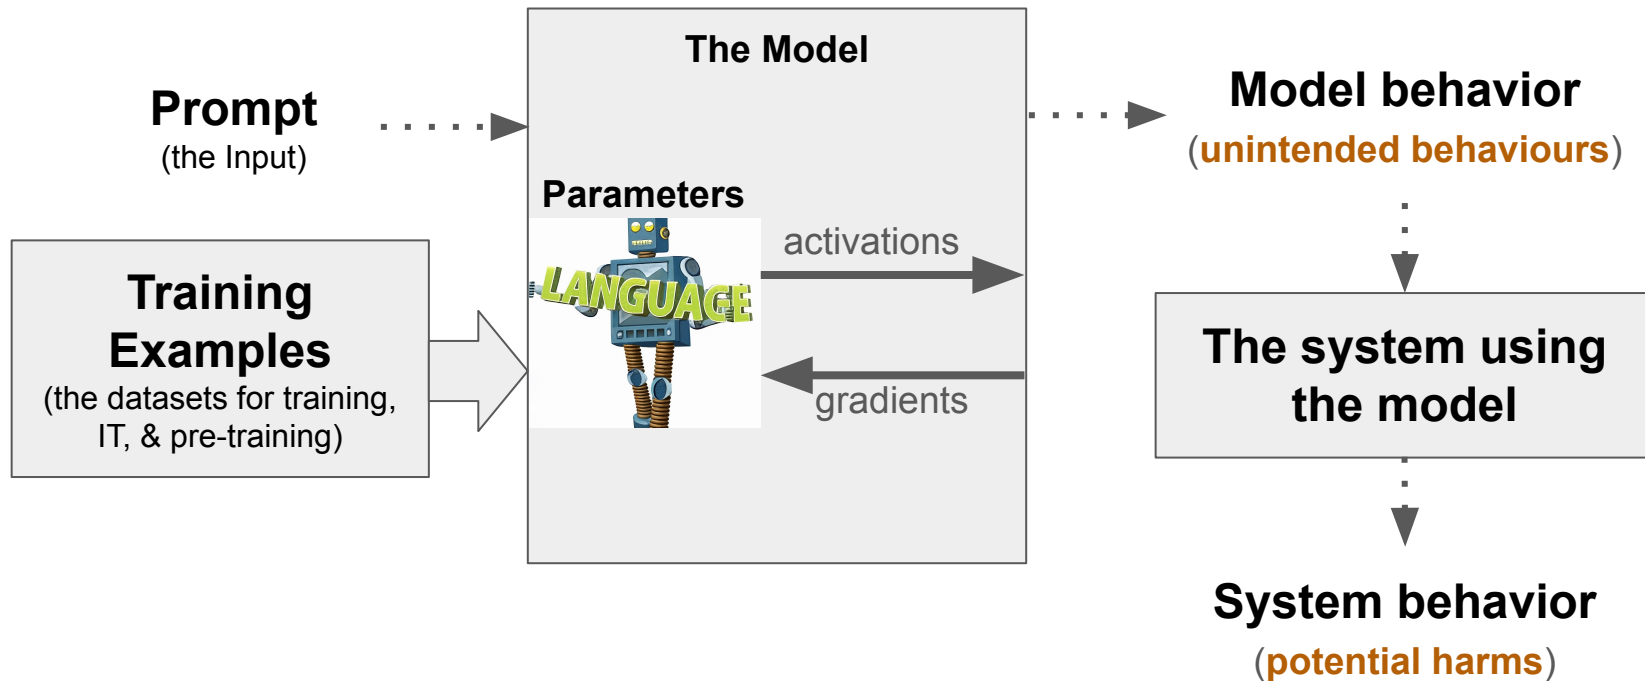 The Model
Prompt
(the Input)
Model behavior
(unintended behaviours)
Parameters
LANGUAGE
activations
gradients
Training
Examples
(the datasets for training,
IT, & pre-training)
The system using
the model
System behavior
(potential harms)